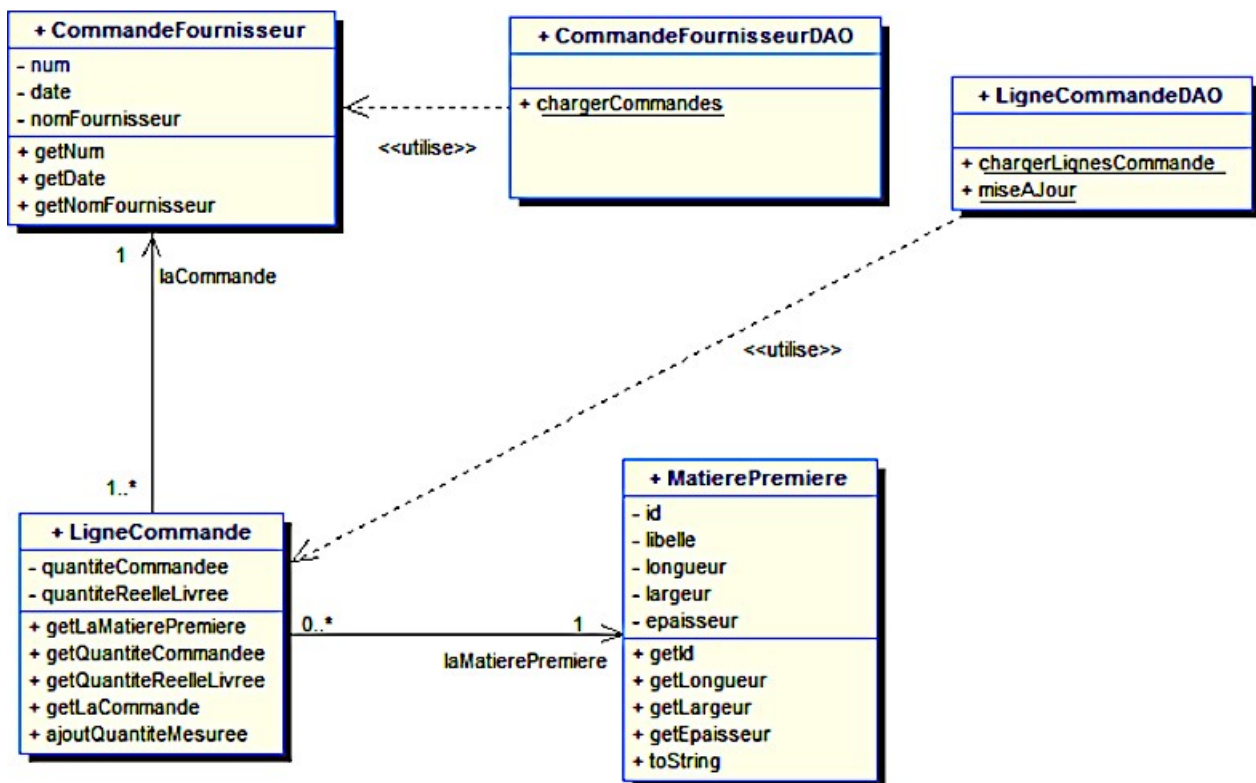 + CommandeFournisseur
- num
- date
- nomFournisseur
+ getNum
+ getDate
+ getNomFournisseur
+ CommandeFournisseurDAO
+ chargerCommandes
<<utilise>>
+ LigneCommandeDAO
+ chargerLignesCommande
+ miseAJour
1
laCommande
<<utilise>>
1..*
+ LigneCommande
- quantiteCommandee
- quantiteReelleLivree
+ getLaMatierePremiere
+ getQuantiteCommandee
+ getQuantiteReelleLivree
+ getLaCommande
+ ajoutQuantiteMesuree
0..*
1
laMatierePremiere
+ MatierePremiere
- id
- libelle
- longueur
- largeur
- epaisseur
+ getId
+ getLongueur
+ getLargeur
+ getEpaisseur
+ toString